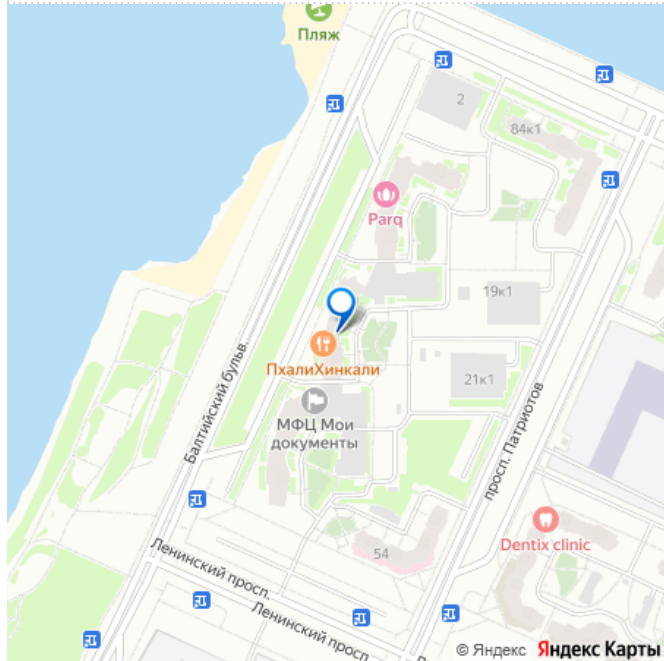 Пляж
2
84к1
Parq
19к1
ПхалиХинкали
21к1
МФЦ Мои
документы
Балтийский бульв.
просп. Патриотов
Dentix clinic
54
Ленинский просп.
Ленинский просп
© Яндекс Яндекс Карты